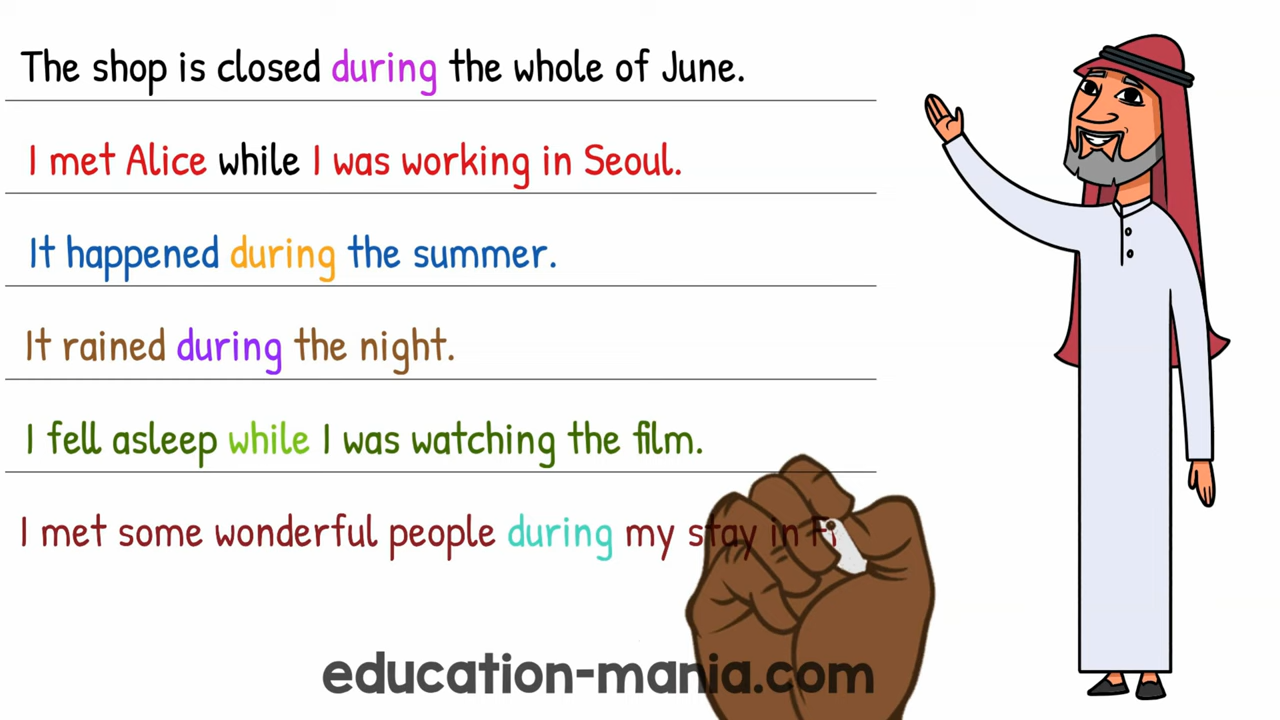 The shop is closed during the whole of June.
I met Alice while I was working in Seoul.
It happened during the summer.
It rained during the night.
I fell asleep while I was watching the film.
I met some wonderful people during my stay in
education-mania.com